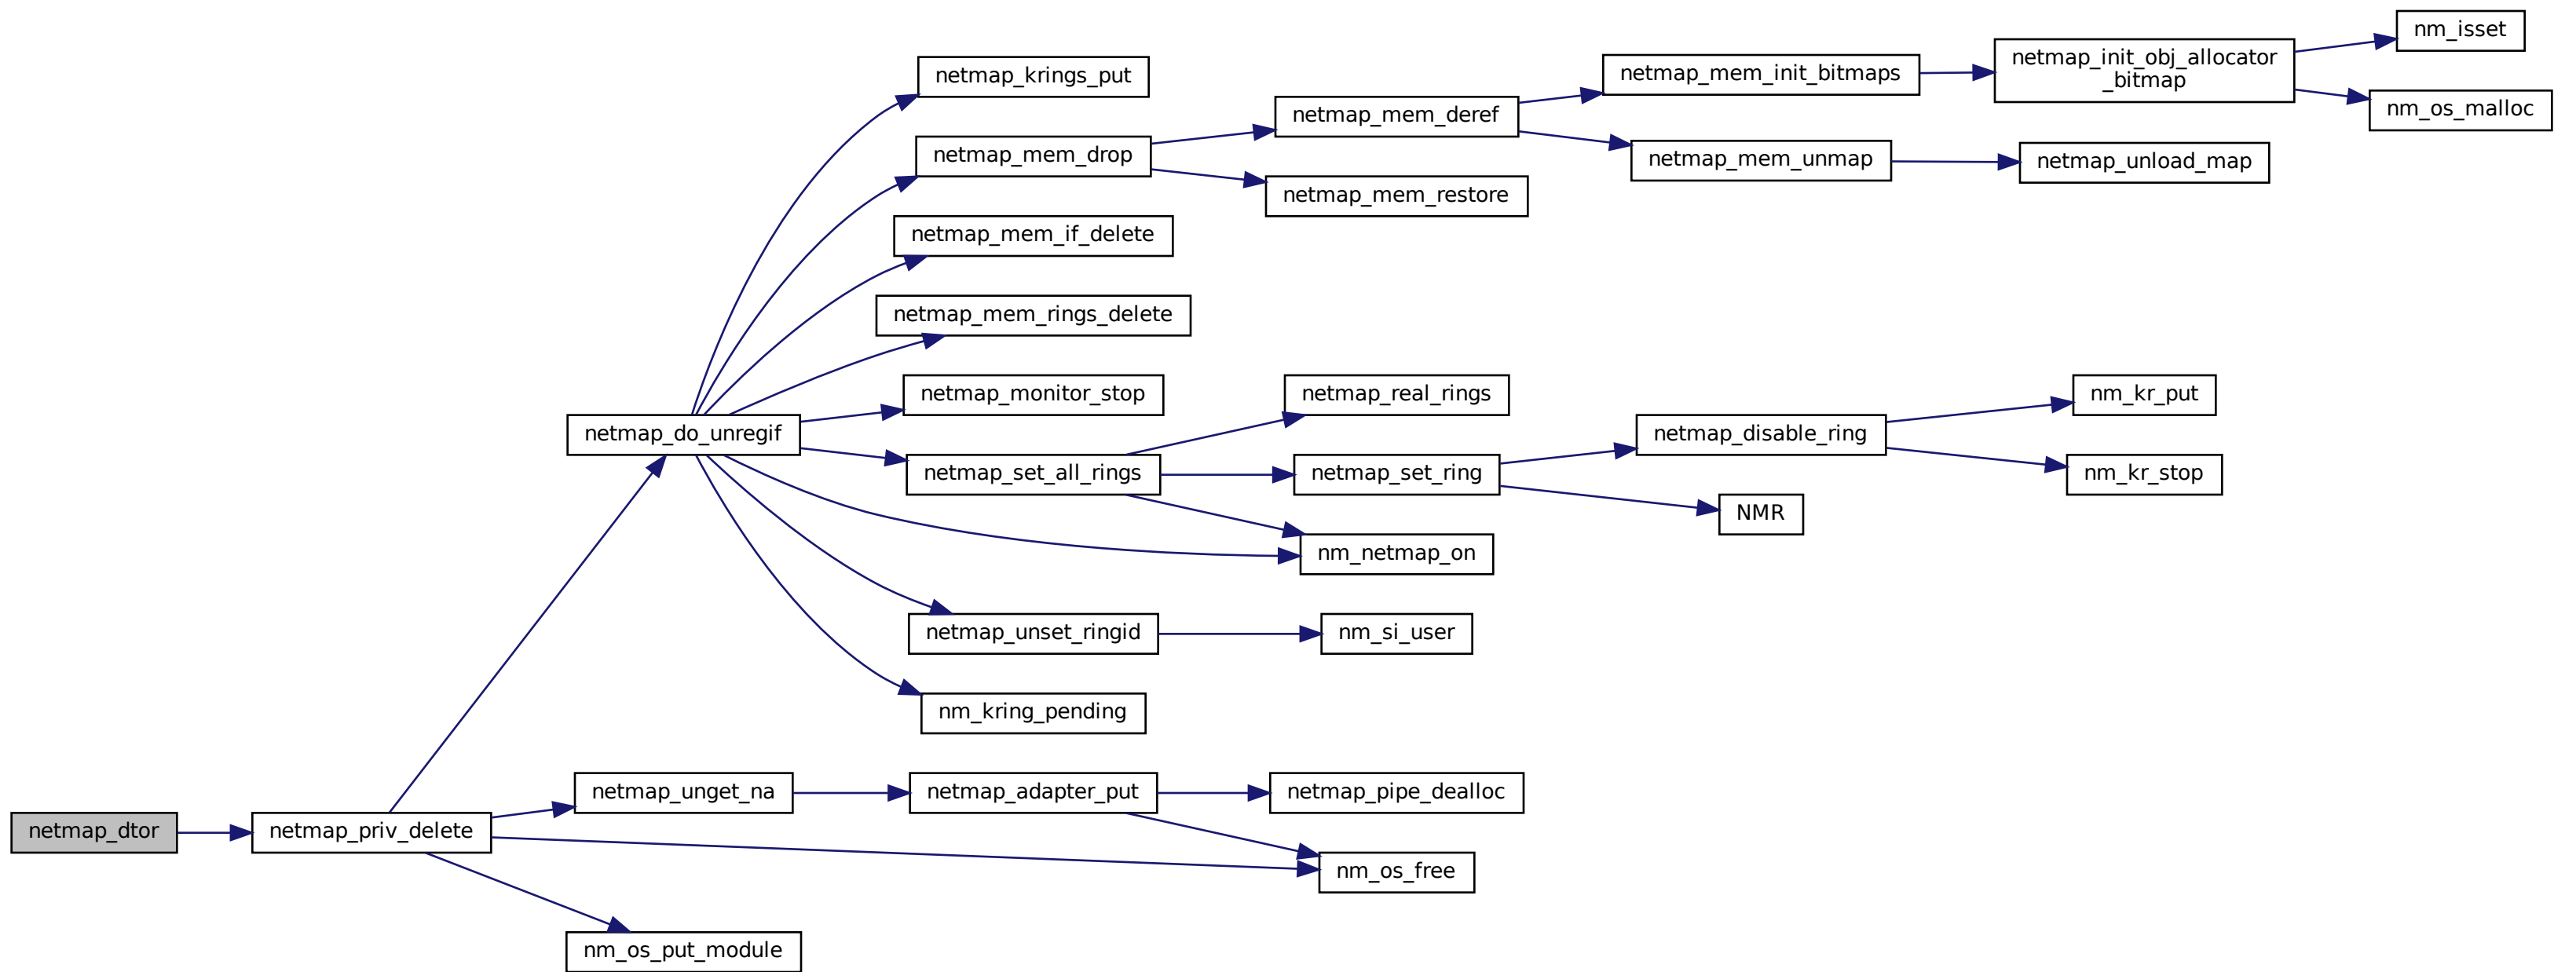 nm_isset
netmap_krings_put
netmap_mem_init_bitmaps
netmap_init_obj_allocator
_bitmap
nm_os_malloc
netmap_mem_deref
netmap_mem_drop
netmap_mem_unmap
netmap_unload_map
netmap_mem_restore
netmap_mem_if_delete
netmap_mem_rings_delete
netmap_monitor_stop
netmap_real_rings
nm_kr_put
netmap_do_unregif
netmap_disable_ring
netmap_set_all_rings
netmap_set_ring
nm_kr_stop
NMR
nm_netmap_on
netmap_unset_ringid
nm_si_user
nm_kring_pending
netmap_unget_na
netmap_adapter_put
netmap_pipe_dealloc
netmap_dtor
netmap_priv_delete
nm_os_free
nm_os_put_module